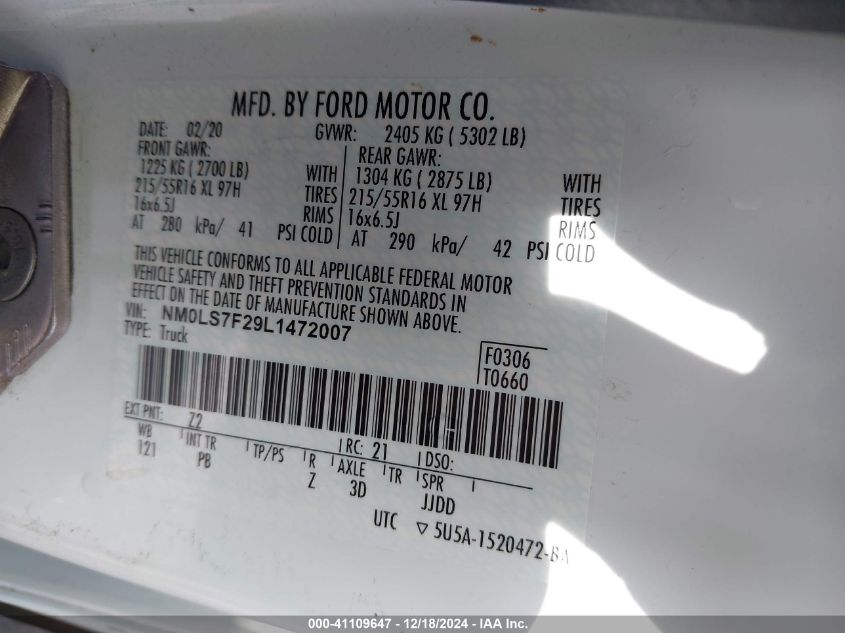 MFD. BY FORD MOTOR CO.
DATE: 02/20 GVWR: 2405 KG ( 5302 LB)
FRONT GAWR: REAR GAWR:
1225 KG ( 2700 LB) WITH 1304 KG ( 2875 LB) WITH
215/55R16 XL 97H TIRES 215/55R16 XL 97H TIRES
16x6.5J RIMS 16x6.5J RIMS
AT 280 kPa/ 41 PSI COLD AT 290 kPa/ 42 PSI COLD
THIS VEHICLE CONFORMS TO ALL APPLICABLE FEDERAL MOTOR
VEHICLE SAFETY AND THEFT PREVENTION STANDARDS IN
EFFECT ON THE DATE OF MANUFACTURE SHOWN ABOVE.
VIN: NM0LS7F29L1472007
TYPE: Truck
F0306
T0660
EXT PNT: Z2 RC: 21 DSO:
WB INT TR TP/PS R AXLE TR SPR
121 PB Z 3D JJDD
UTC ▽ 5U5A-1520472-BA
000-41109647 - 12/18/2024 - IAA Inc.